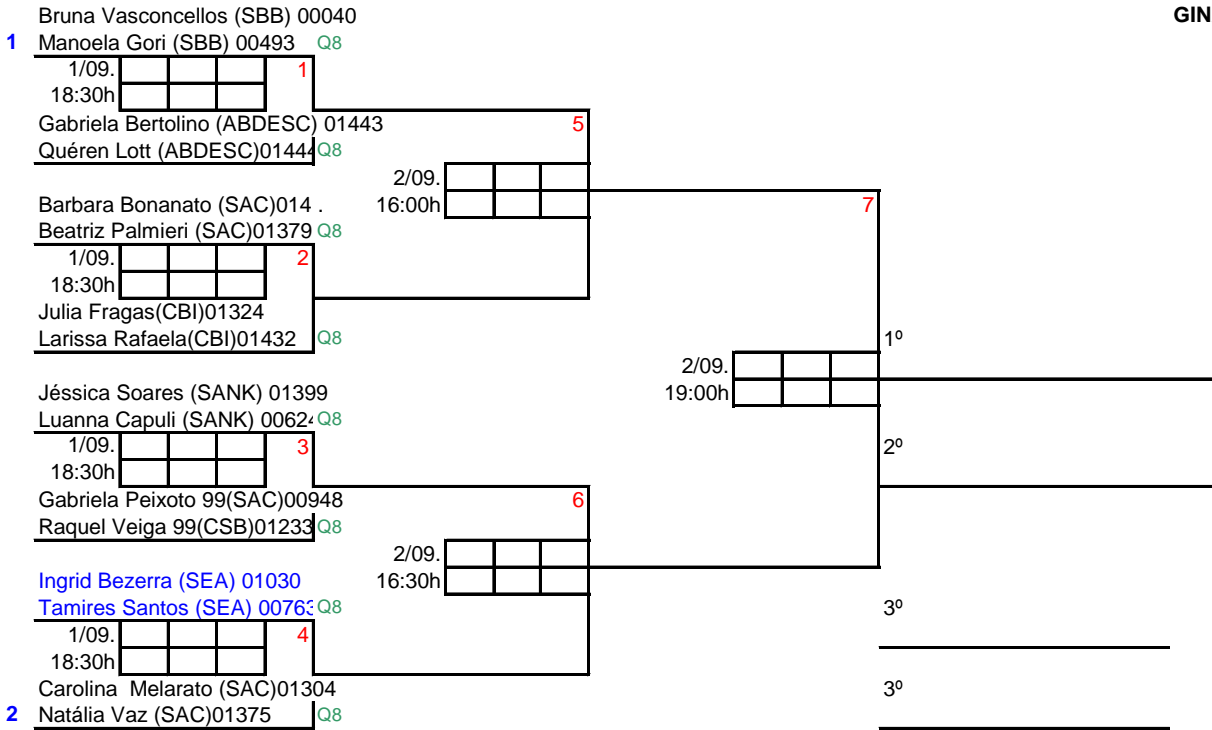 Bruna Vasconcellos (SBB) 00040
GIN
1 Manoela Gori (SBB) 00493 Q8
1/09. 1
18:30h
Gabriela Bertolino (ABDESC) 01443 5
Quéren Lott (ABDESC)01444 Q8
2/09.
Barbara Bonanato (SAC)014 . 16:00h 7
Beatriz Palmieri (SAC)01379 Q8
1/09. 2
18:30h
Julia Fragas(CBI)01324
Larissa Rafaela(CBI)01432 Q8 1º
2/09.
Jéssica Soares (SANK) 01399 19:00h
Luanna Capuli (SANK) 00624 Q8
1/09. 3 2º
18:30h
Gabriela Peixoto 99(SAC)00948 6
Raquel Veiga 99(CSB)01233 Q8
2/09.
Ingrid Bezerra (SEA) 01030 16:30h
Tamires Santos (SEA) 00763 Q8 3º
1/09. 4
18:30h
Carolina Melarato (SAC)01304 3º
2 Natália Vaz (SAC)01375 Q8